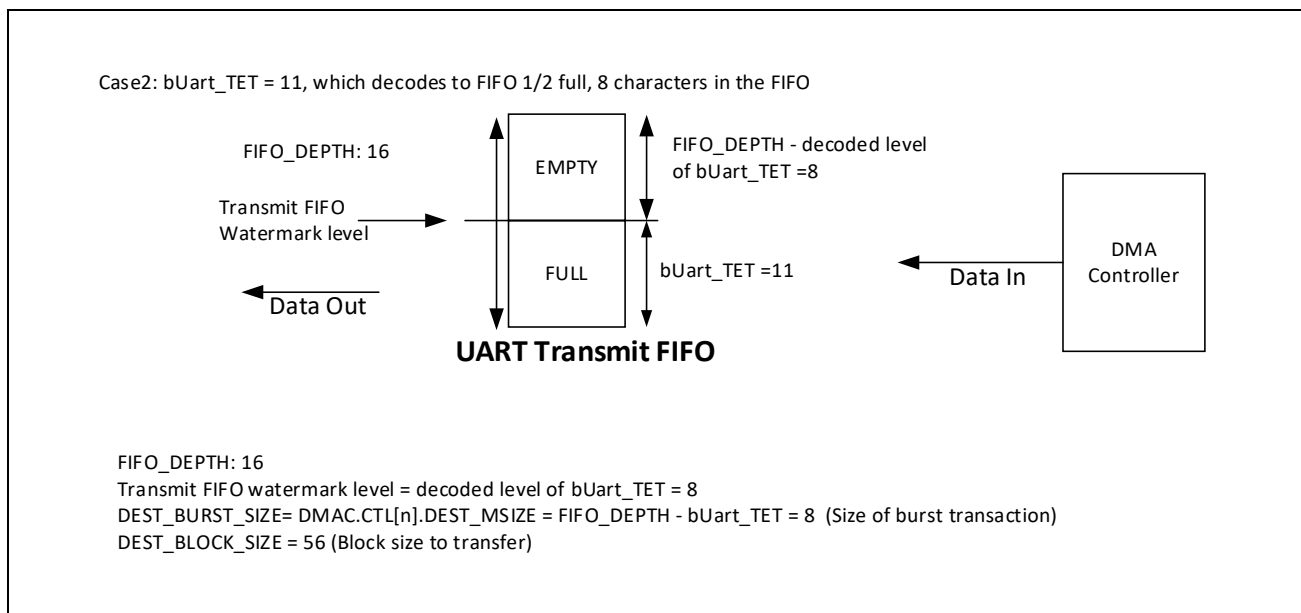 Case2: bUart_TET = 11, which decodes to FIFO 1/2 full, 8 characters in the FIFO
FIFO_DEPTH: 16
EMPTY
FIFO_DEPTH - decoded level
of bUart_TET =8
Transmit FIFO
Watermark level
DMA
Controller
FULL
bUart_TET =11
Data In
Data Out
UART Transmit FIFO
FIFO_DEPTH: 16
Transmit FIFO watermark level = decoded level of bUart_TET = 8
DEST_BURST_SIZE= DMAC.CTL[n].DEST_MSIZE = FIFO_DEPTH - bUart_TET = 8 (Size of burst transaction)
DEST_BLOCK_SIZE = 56 (Block size to transfer)